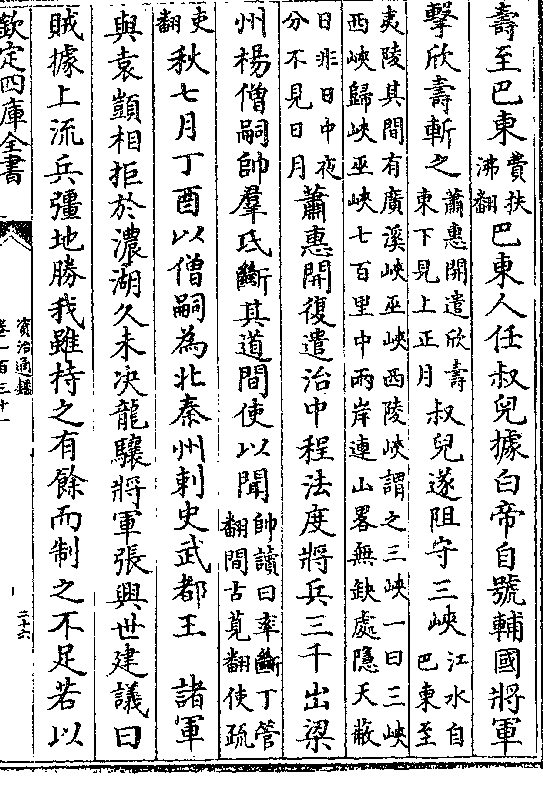 壽至巴東費扶沸翻巴東人任叔兒據白帝自號輔國將軍
擊欣壽斬之蕭惠開遣欣壽東下見上正月叔兒遂阻守三峽江水自巴東至
夷陵其間有廣溪峽巫峽西陵峽謂之三峽一曰三峽西峽歸峽巫峽七百里中兩岸連山畧無缺處隱天蔽
日非日中夜分不見日月蕭惠開復遣治中程法度將兵三千出梁
州楊僧嗣帥羣氐斷其道間使以聞帥讀曰率斷丁管翻間古莧翻使疏
吏翻秋七月丁酉以僧嗣為北秦州刺史武都王 諸軍
與袁顗相拒於濃湖久未決龍驤將軍張興世建議曰
賊據上流兵彊地勝我雖持之有餘而制之不足若以
欽定四庫全書
資治通鑑
卷一百三十一
二十六